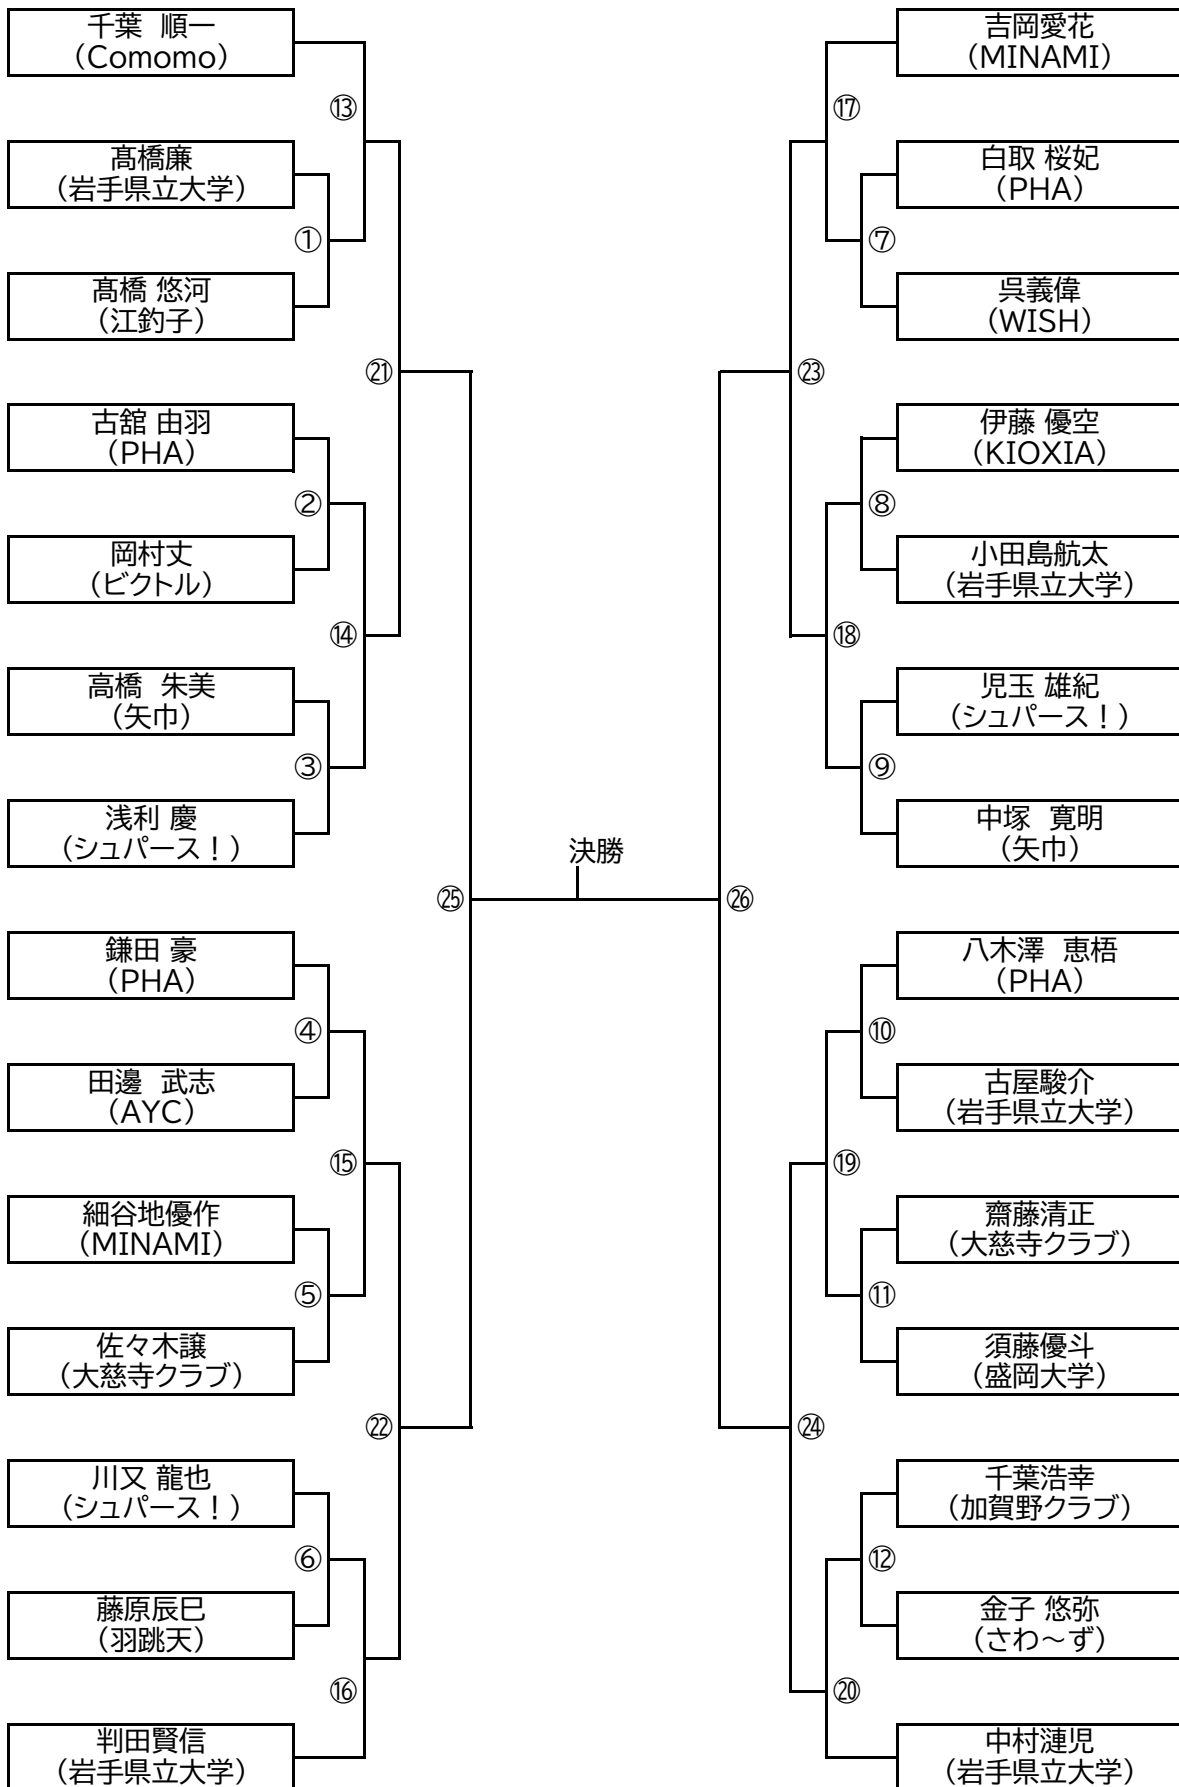 千葉 順一
（Comomo）
⑬
髙橋廉
（岩手県立大学）
①
髙橋 悠河
（江釣子）
㉑
古舘 由羽
（PHA）
②
岡村丈
（ビクトル）
⑭
高橋 朱美
（矢巾）
③
浅利 慶
（シュパース！）
㉕
鎌田 豪
（PHA）
④
田邊 武志
（AYC）
⑮
細谷地優作
（MINAMI）
⑤
佐々木譲
（大慈寺クラブ）
㉒
川又 龍也
（シュパース！）
⑥
藤原辰巳
（羽跳天）
⑯
判田賢信
（岩手県立大学）
決勝
吉岡愛花
（MINAMI）
⑰
白取 桜妃
（PHA）
⑦
呉義偉
（WISH）
㉓
伊藤 優空
（KIOXIA）
⑧
小田島航太
（岩手県立大学）
⑱
児玉 雄紀
（シュパース！）
⑨
中塚 寛明
（矢巾）
㉖
八木澤 恵梧
（PHA）
⑩
古屋駿介
（岩手県立大学）
⑲
齋藤清正
（大慈寺クラブ）
⑪
須藤優斗
（盛岡大学）
㉔
千葉浩幸
（加賀野クラブ）
⑫
金子 悠弥
（さわ～ず）
⑳
中村漣児
（岩手県立大学）